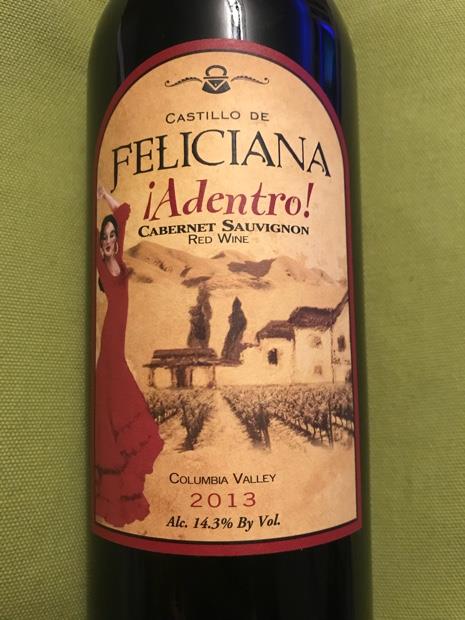 CASTILLO DE
FELICIANA
¡Adentro!
CABERNET SAUVIGNON
RED WINE
COLUMBIA VALLEY
2013
Alc. 14.3% By Vol.